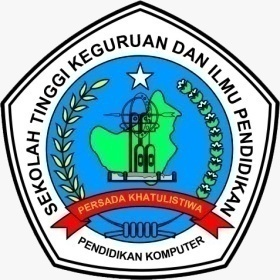 SEKOLAH TINGGI KEGURUAN DAN ILMU PENDIDIKAN
PERSADA KHATULISTIWA
PENDIDIKAN KOMPUTER